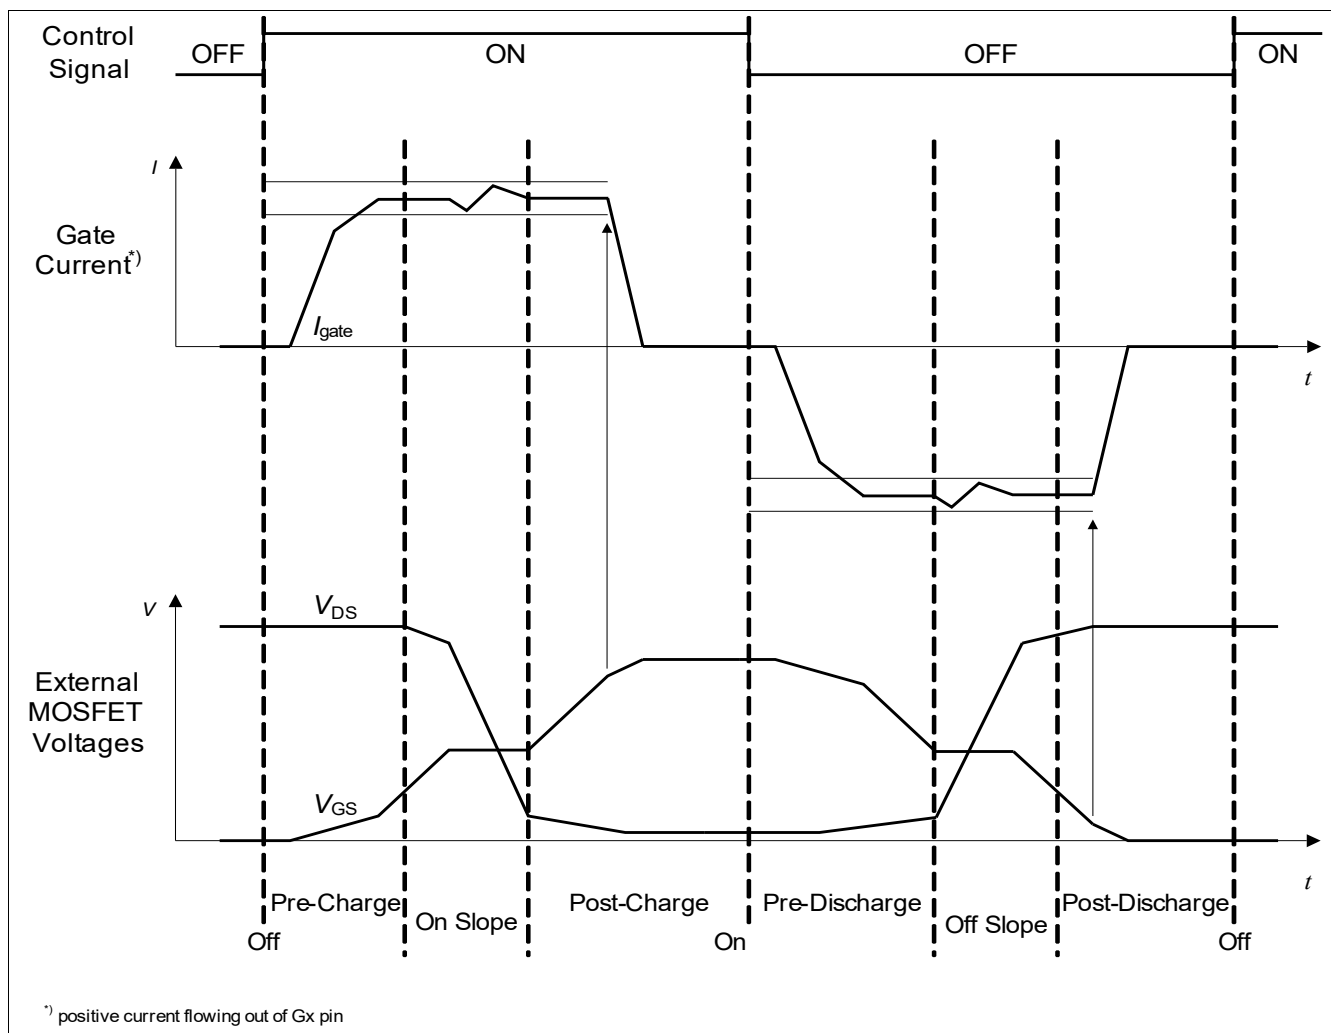 Control
Signal
OFF
ON
OFF
ON
I
Gate
Current*)
Igate
t
V
VDS
External
MOSFET
Voltages
VGS
t
Pre-Charge
On Slope
Post-Charge
Pre-Discharge
Off Slope
Post-Discharge
Off
On
Off
*) positive current flowing out of Gx pin